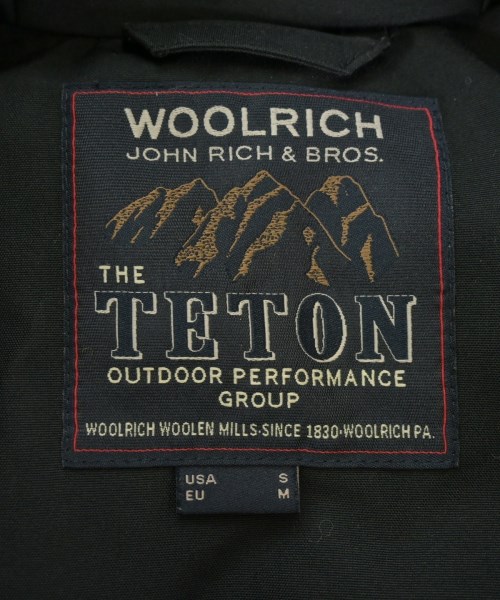 WOOLRICH
JOHN RICH & BROS.
THE
TETON
OUTDOOR PERFORMANCE
GROUP
WOOLRICH WOOLEN MILLS·SINCE 1830·WOOLRICH PA.
USA S
EU M